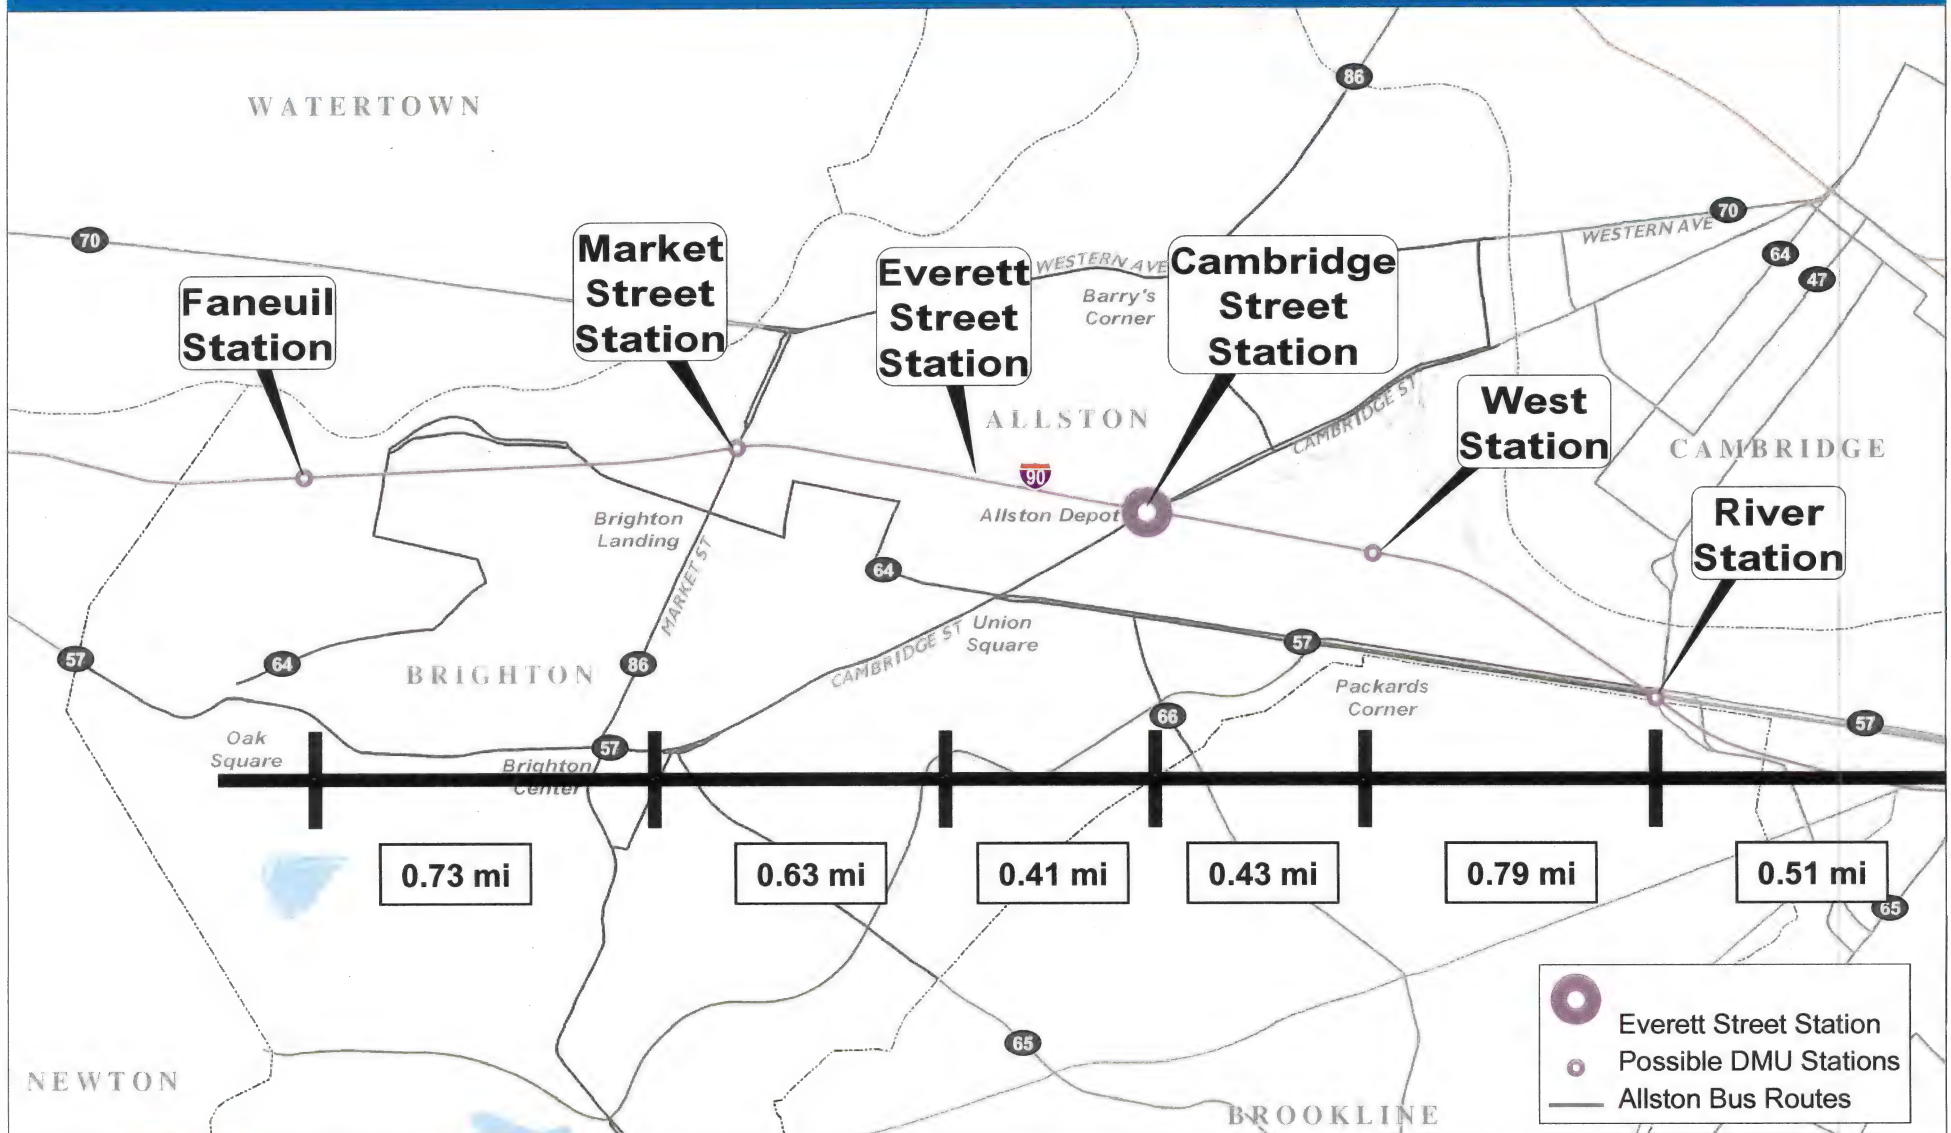 86
WATERTOWN
70
70
WESTERN AVE
64
47
Market
Street
Station
Everett
Street
Station
WESTERN AVE
Barry's
Corner
Cambridge
Street
Station
Faneuil
Station
ALLSTON
CAMBRIDGE ST
West
Station
CAMBRIDGE
90
Allston Depot
Brighton
Landing
River
Station
MARKET ST
64
57
64
BRIGHTON
86
CAMBRIDGE ST
Union
Square
57
Packards
Corner
66
57
Oak
Square
57
Brighton
Center
0.73 mi
0.63 mi
0.41 mi
0.43 mi
0.79 mi
0.51 mi
65
65
NEWTON
BROOKLINE
Everett Street Station
Possible DMU Stations
Allston Bus Routes